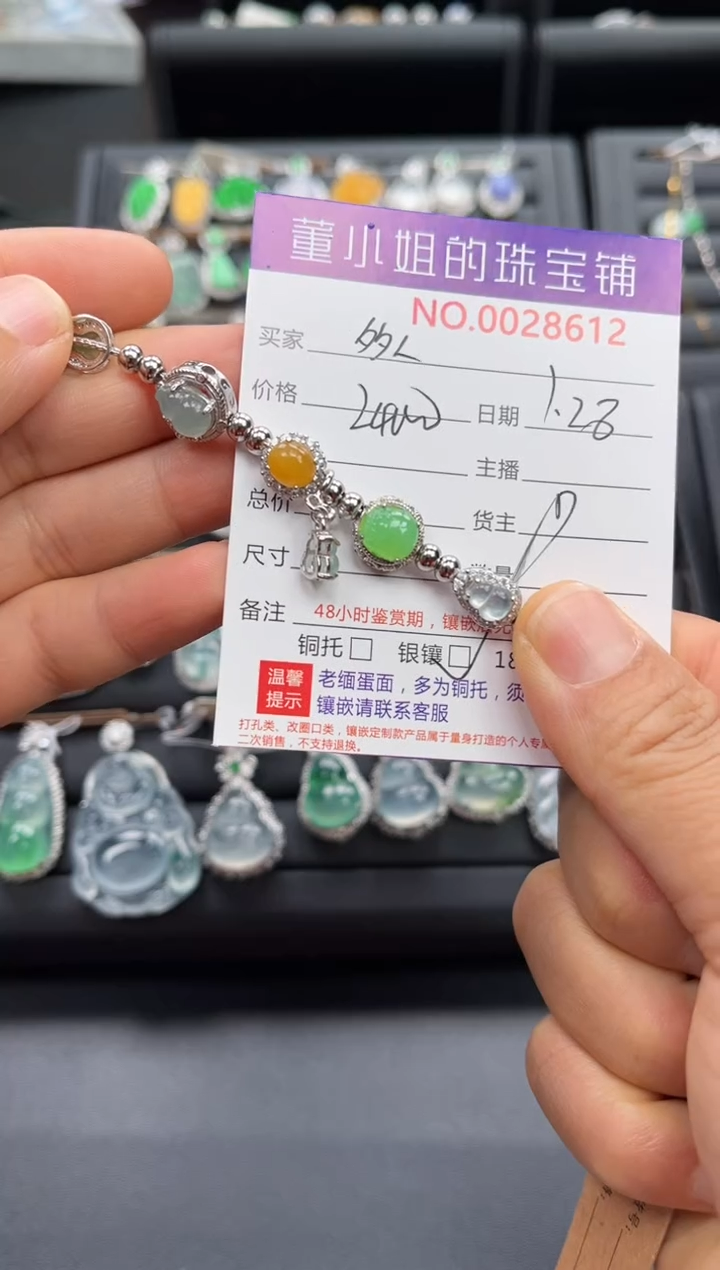 董小姐的珠宝铺
NO.0028612
买家
价格 日期 1.28
主播
总价 货主
尺寸
备注 48小时鉴赏期，镶嵌
铜托□ 银镶□ 18
温馨提示 老缅蛋面，多为铜托，须
镶嵌请联系客服
打孔类、改圈口类，镶嵌定制款产品属于量身打造的个人专属
二次销售，不支持退换。